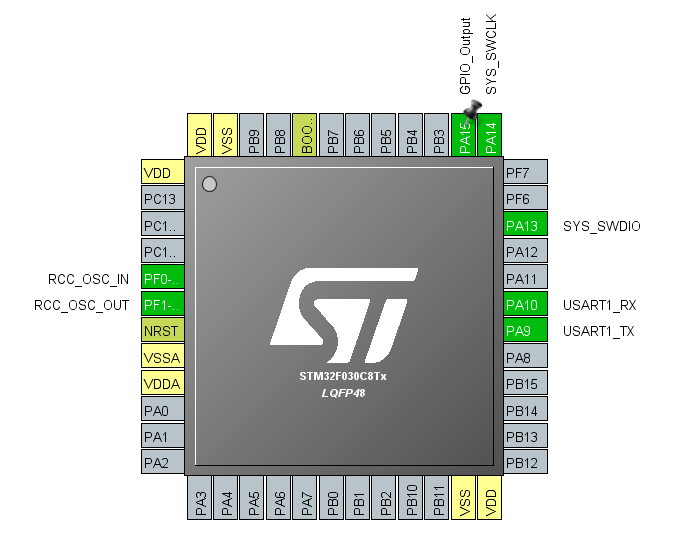 GPIO_Output
SYS_SWCLK
VDD
VSS
PB9
PB8
BOO..
PB7
PB6
PB5
PB4
PB3
PA15
PA14
VDD
PC13
PC1..
PC1..
RCC_OSC_IN PF0-..
RCC_OSC_OUT PF1-..
NRST
VSSA
VDDA
PA0
PA1
PA2
ST
STM32F030C8Tx
LQFP48
PF7
PF6
PA13 SYS_SWDIO
PA12
PA11
PA10 USART1_RX
PA9 USART1_TX
PA8
PB15
PB14
PB13
PB12
PA3
PA4
PA5
PA6
PA7
PB0
PB1
PB2
PB10
PB11
VSS
VDD